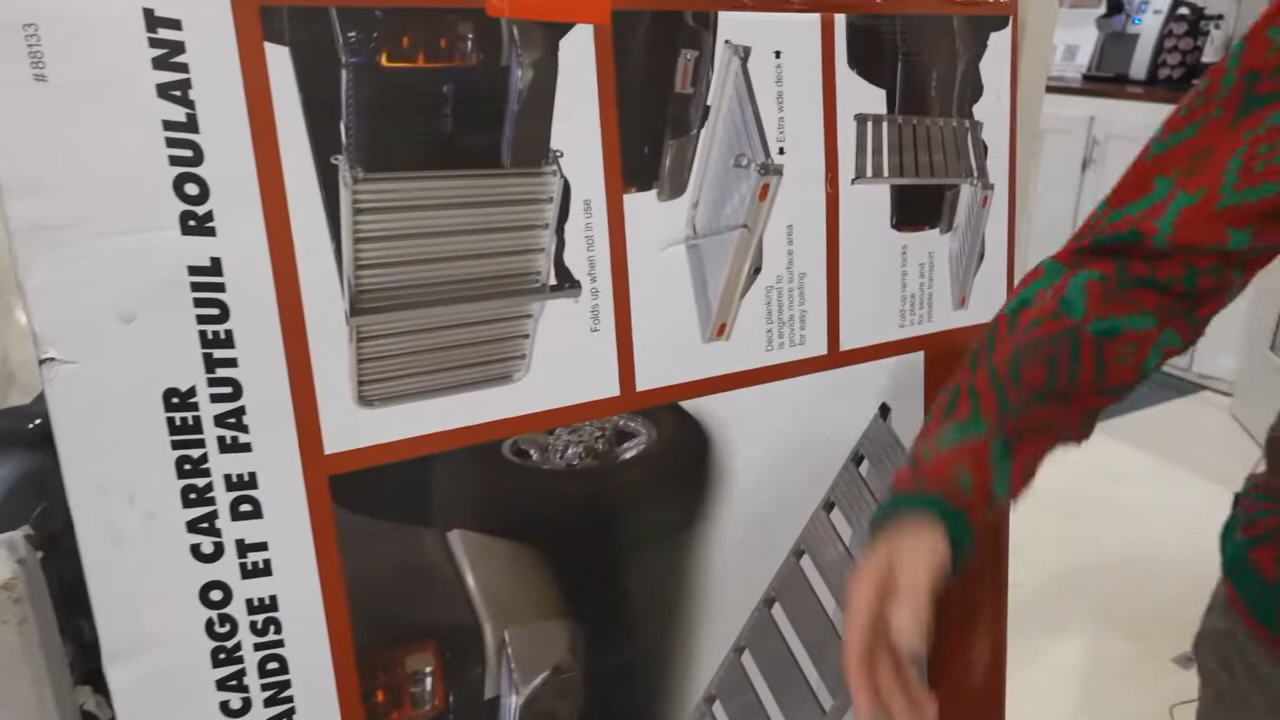 #88133
CARGO CARRIER
ANDISE ET DE FAUTEUIL ROULANT
Folds up when not in use
Extra wide deck
Deck planking
is engineered to
provide more surface area
for easy loading
Fold-up ramp locks
in place
for secure and
reliable transport